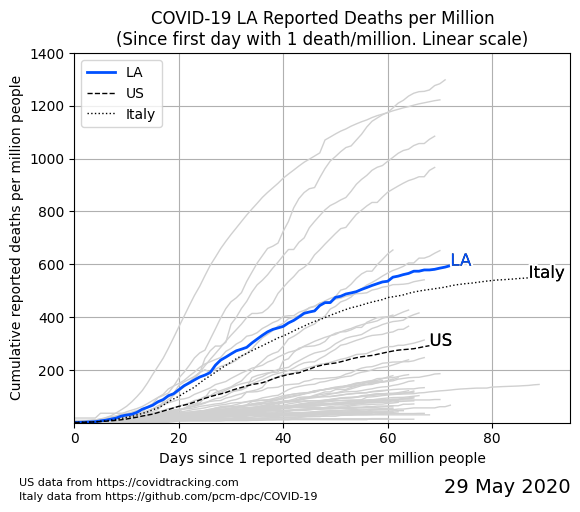 COVID-19 LA Reported Deaths per Million
(Since first day with 1 death/million. Linear scale)
Cumulative reported deaths per million people
1400
1200
1000
800
600
400
200
LA
US
Italy
LA
Italy
US
0
20
40
60
80
Days since 1 reported death per million people
US data from https://covidtracking.com
Italy data from https://github.com/pcm-dpc/COVID-19
29 May 2020